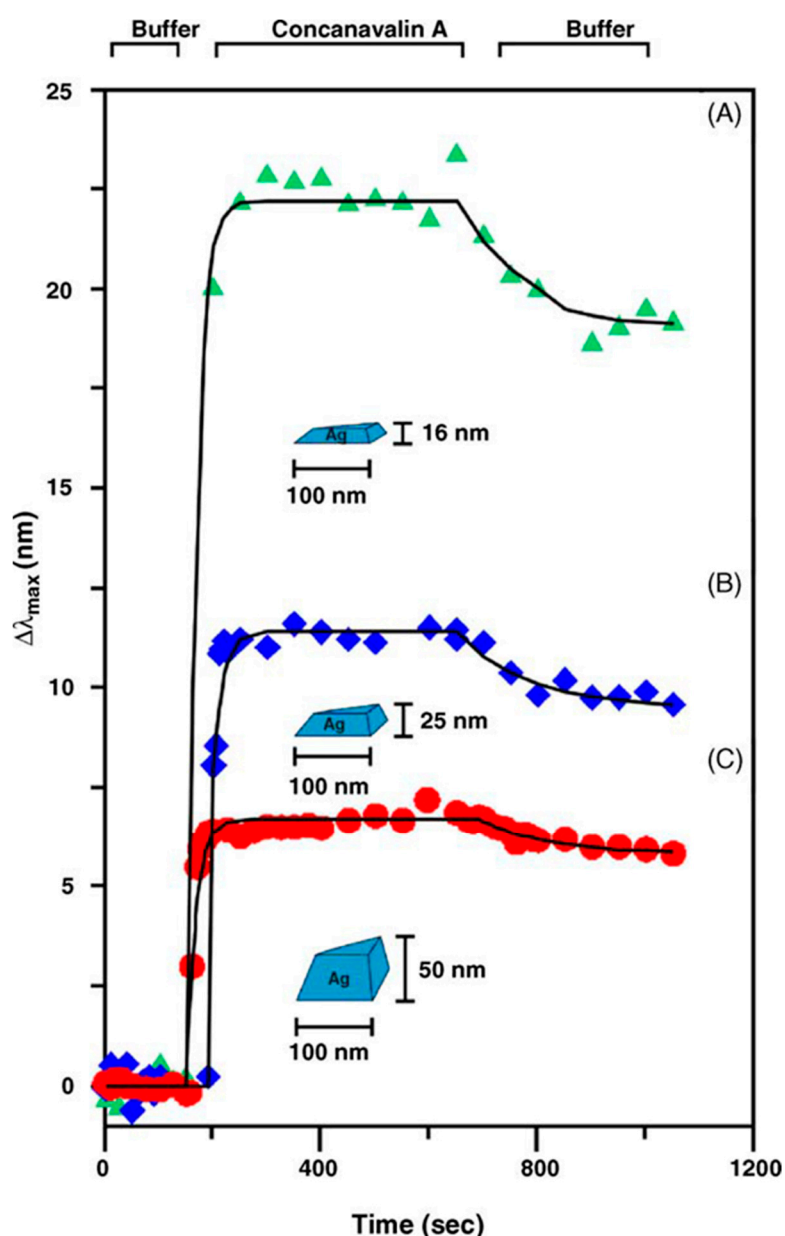 Buffer Concanavalin A Buffer
25
(A)
20
Ag
16 nm
100 nm
15
(B)
10
Ag
25 nm
100 nm
(C)
5
Ag
50 nm
100 nm
0
Δλmax (nm)
0 400 800 1200
Time (sec)